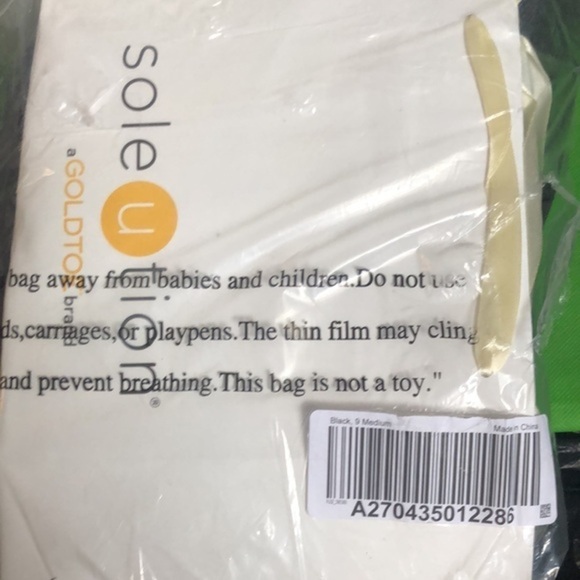 sole u tion®
a GOLDTOE brand
bag away from babies and children.Do not use
ds,carriages,or playpens.The thin film may cling
and prevent breathing.This bag is not a toy."
Black, 9 Medium
Made in China
A270435012286